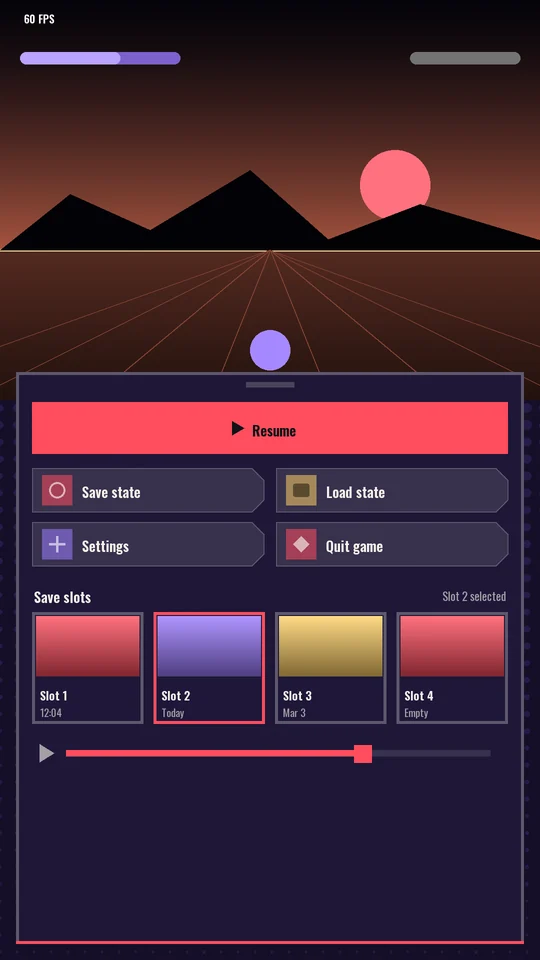 60 FPS
Resume
Save state
Load state
Settings
Quit game
Save slots
Slot 2 selected
Slot 1
12:04
Slot 2
Today
Slot 3
Mar 3
Slot 4
Empty